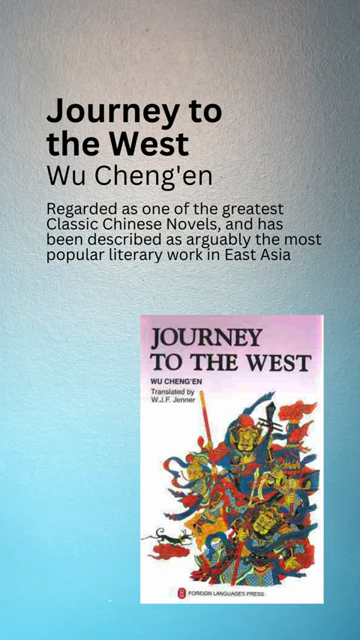 Journey to
the West
Wu Cheng'en
Regarded as one of the greatest
Classic Chinese Novels, and has
been described as arguably the most
popular literary work in East Asia
JOURNEY
TO THE WEST
WU CHENG'EN
Translated by
W.J.F. Jenner
FOREIGN LANGUAGES PRESS